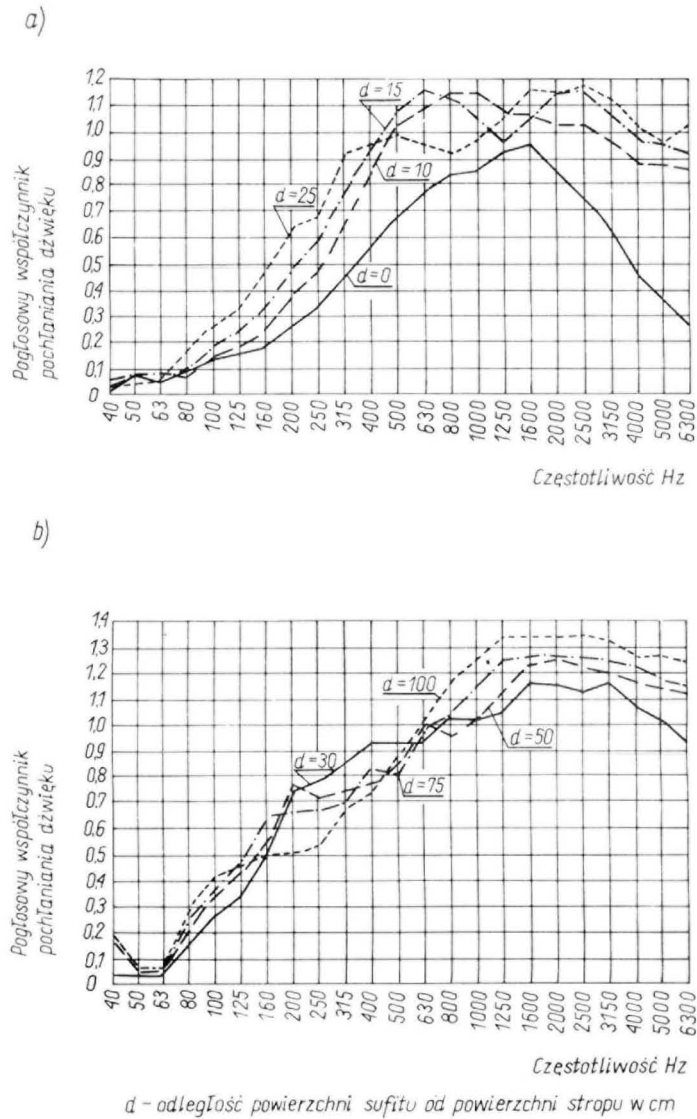 a)
Pogłosowy współczynnik
pochłaniania dźwięku
1,2
1,1
1,0
0,9
0,8
0,7
0,6
0,5
0,4
0,3
0,2
0,1
0
d=15
d=10
d=25
d=0
40 50 63 80 100 125 160 200 250 315 400 500 630 800 1000 1250 1600 2000 2500 3150 4000 5000 6300
Częstotliwość Hz
b)
Pogłosowy współczynnik
pochłaniania dźwięku
1,4
1,3
1,2
1,1
1,0
0,9
0,8
0,7
0,6
0,5
0,4
0,3
0,2
0,1
0
d=100
d=30
d=50
d=75
40 50 63 80 100 125 160 200 250 315 400 500 630 800 1000 1250 1600 2000 2500 3150 4000 5000 6300
Częstotliwość Hz
d – odległość powierzchni sufitu od powierzchni stropu w cm